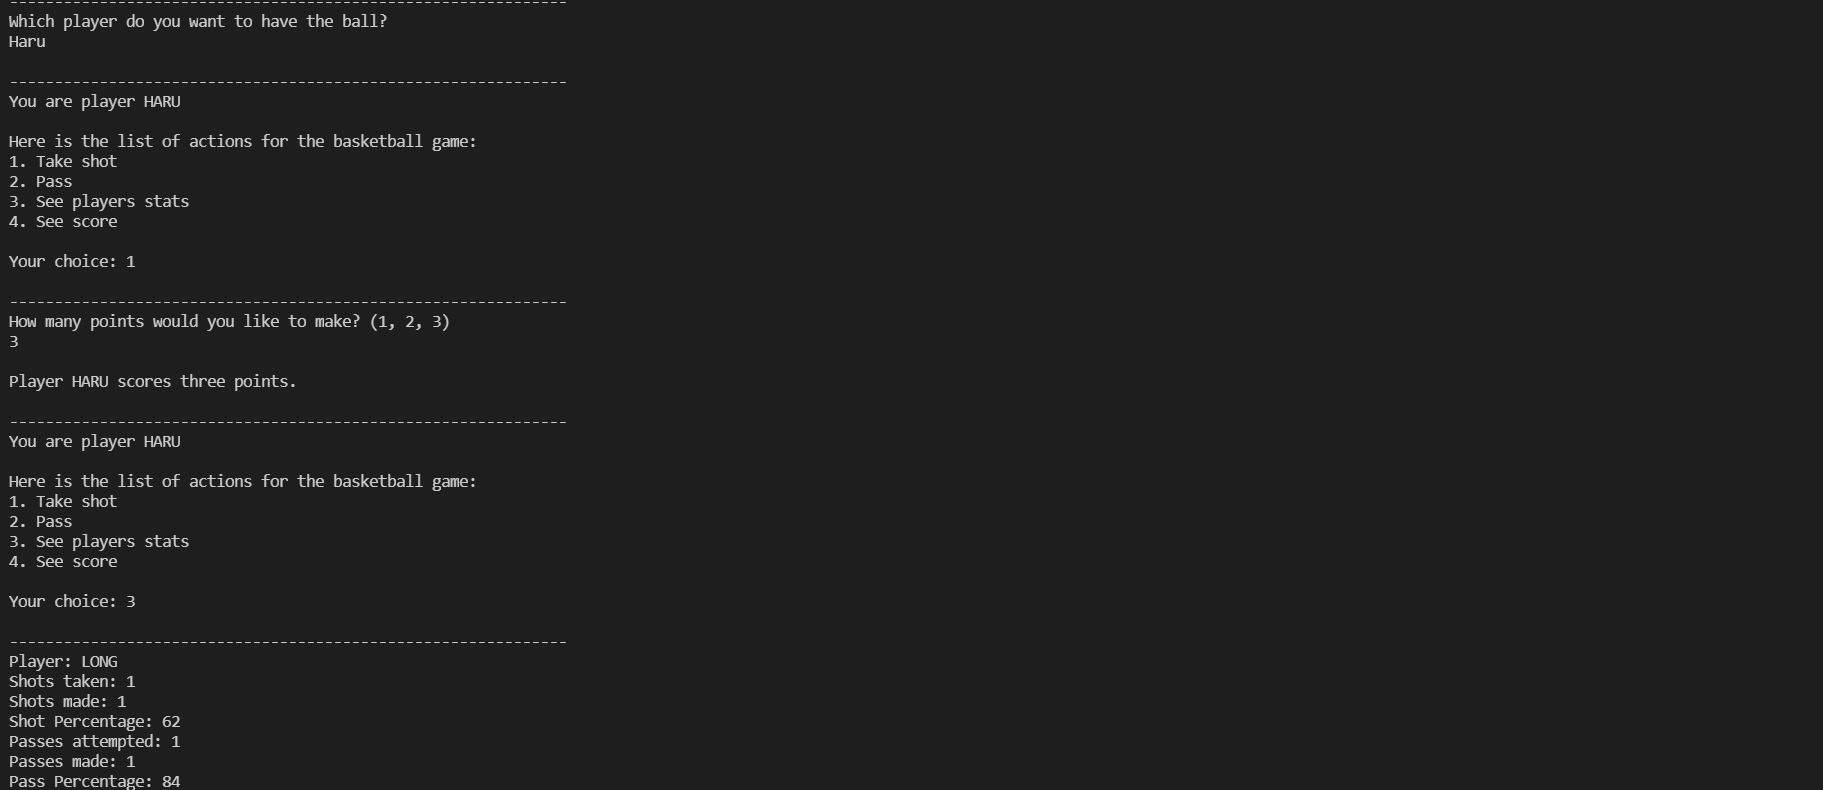 ------------------------------------------------------------
Which player do you want to have the ball?
Haru
------------------------------------------------------------
You are player HARU
Here is the list of actions for the basketball game:
1. Take shot
2. Pass
3. See players stats
4. See score
Your choice: 1
------------------------------------------------------------
How many points would you like to make? (1, 2, 3)
3
Player HARU scores three points.
------------------------------------------------------------
You are player HARU
Here is the list of actions for the basketball game:
1. Take shot
2. Pass
3. See players stats
4. See score
Your choice: 3
------------------------------------------------------------
Player: LONG
Shots taken: 1
Shots made: 1
Shot Percentage: 62
Passes attempted: 1
Passes made: 1
Pass Percentage: 84